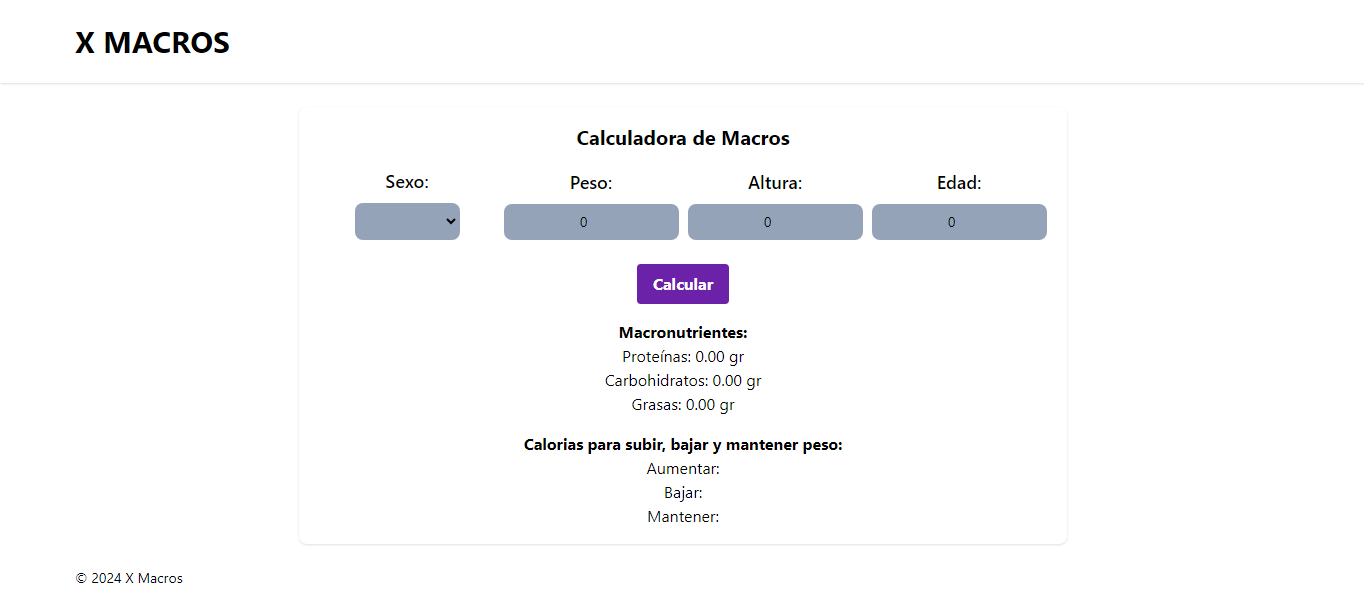 X MACROS
Calculadora de Macros
Sexo: Peso: Altura: Edad:
0 0 0
Calcular
Macronutrientes:
Proteínas: 0.00 gr
Carbohidratos: 0.00 gr
Grasas: 0.00 gr
Calorias para subir, bajar y mantener peso:
Aumentar:
Bajar:
Mantener:
© 2024 X Macros